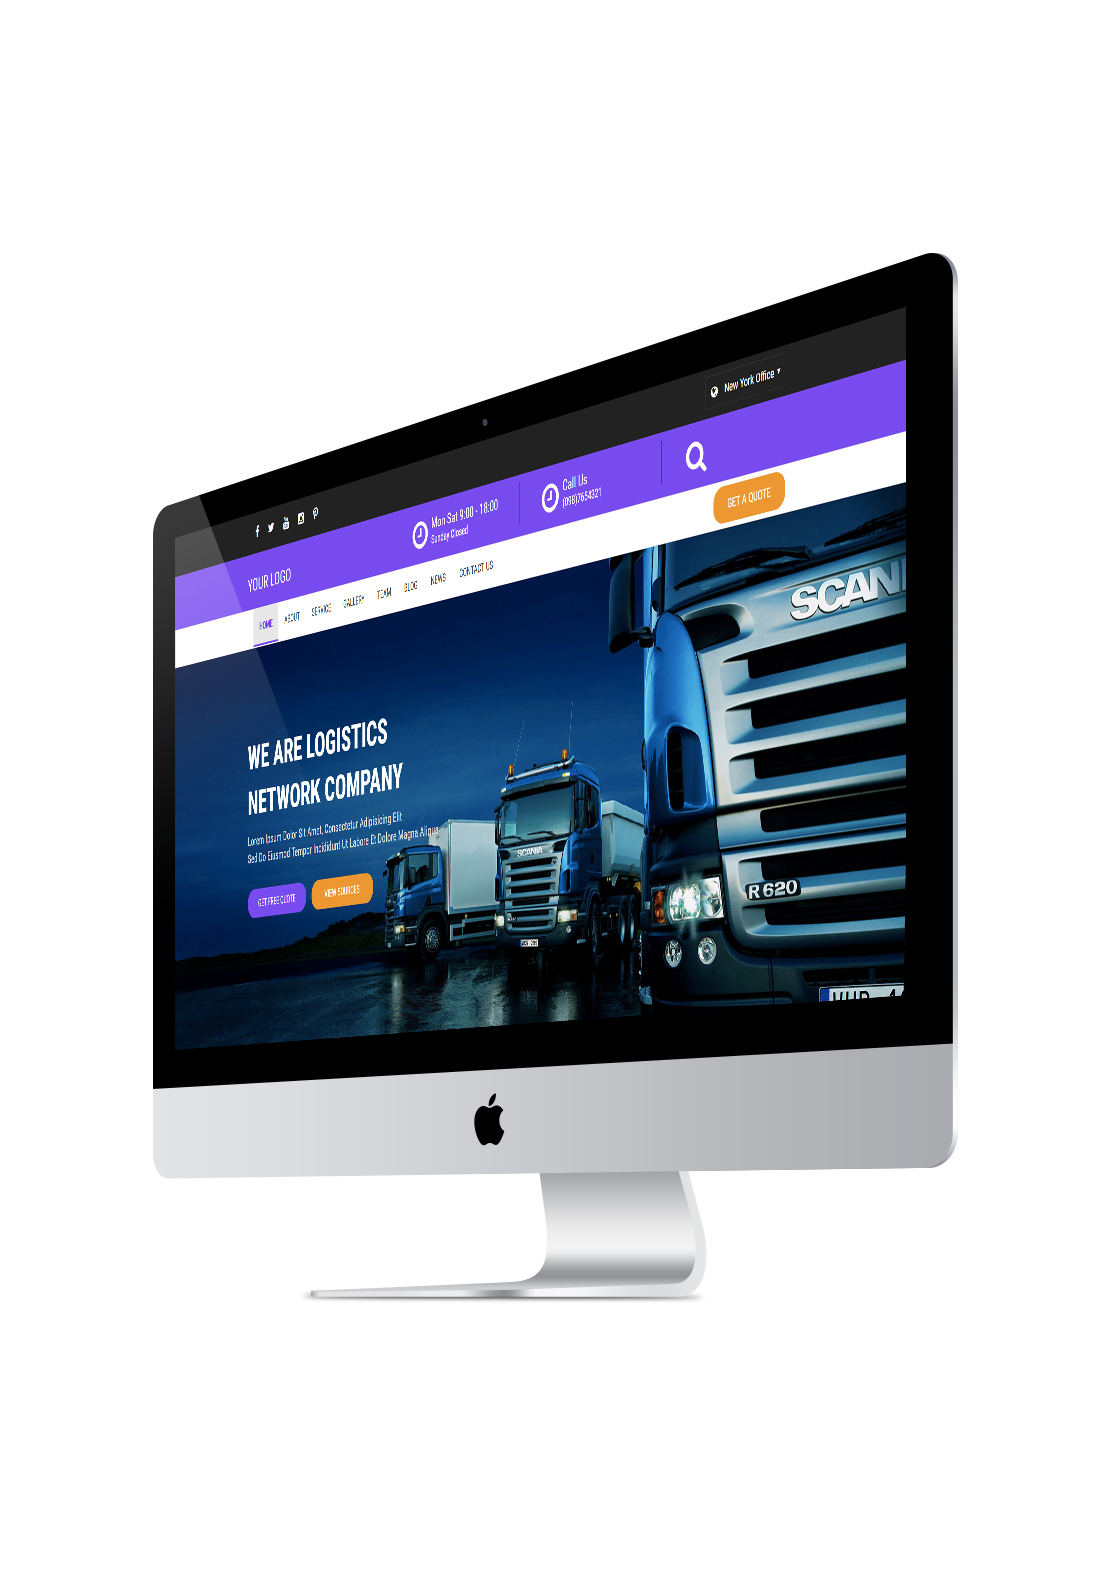 New York Office
Mon Sat 9:00 - 18:00
Sunday Closed
Call Us
(098)7654321
YOUR LOGO
GET A QUOTE
HOME ABOUT SERVICE GALLERY TEAM BLOG NEWS CONTACT US
SCANI
WE ARE LOGISTICS
NETWORK COMPANY
Lorem Ipsum Dolor Sit Amet, Consectetur Adipisicing Elit
Sed Do Eiusmod Tempor Incididunt Ut Labore Et Dolore Magna Aliqua
GET FREE QUOTE
VIEW SOURCES
SCANIA
R 620